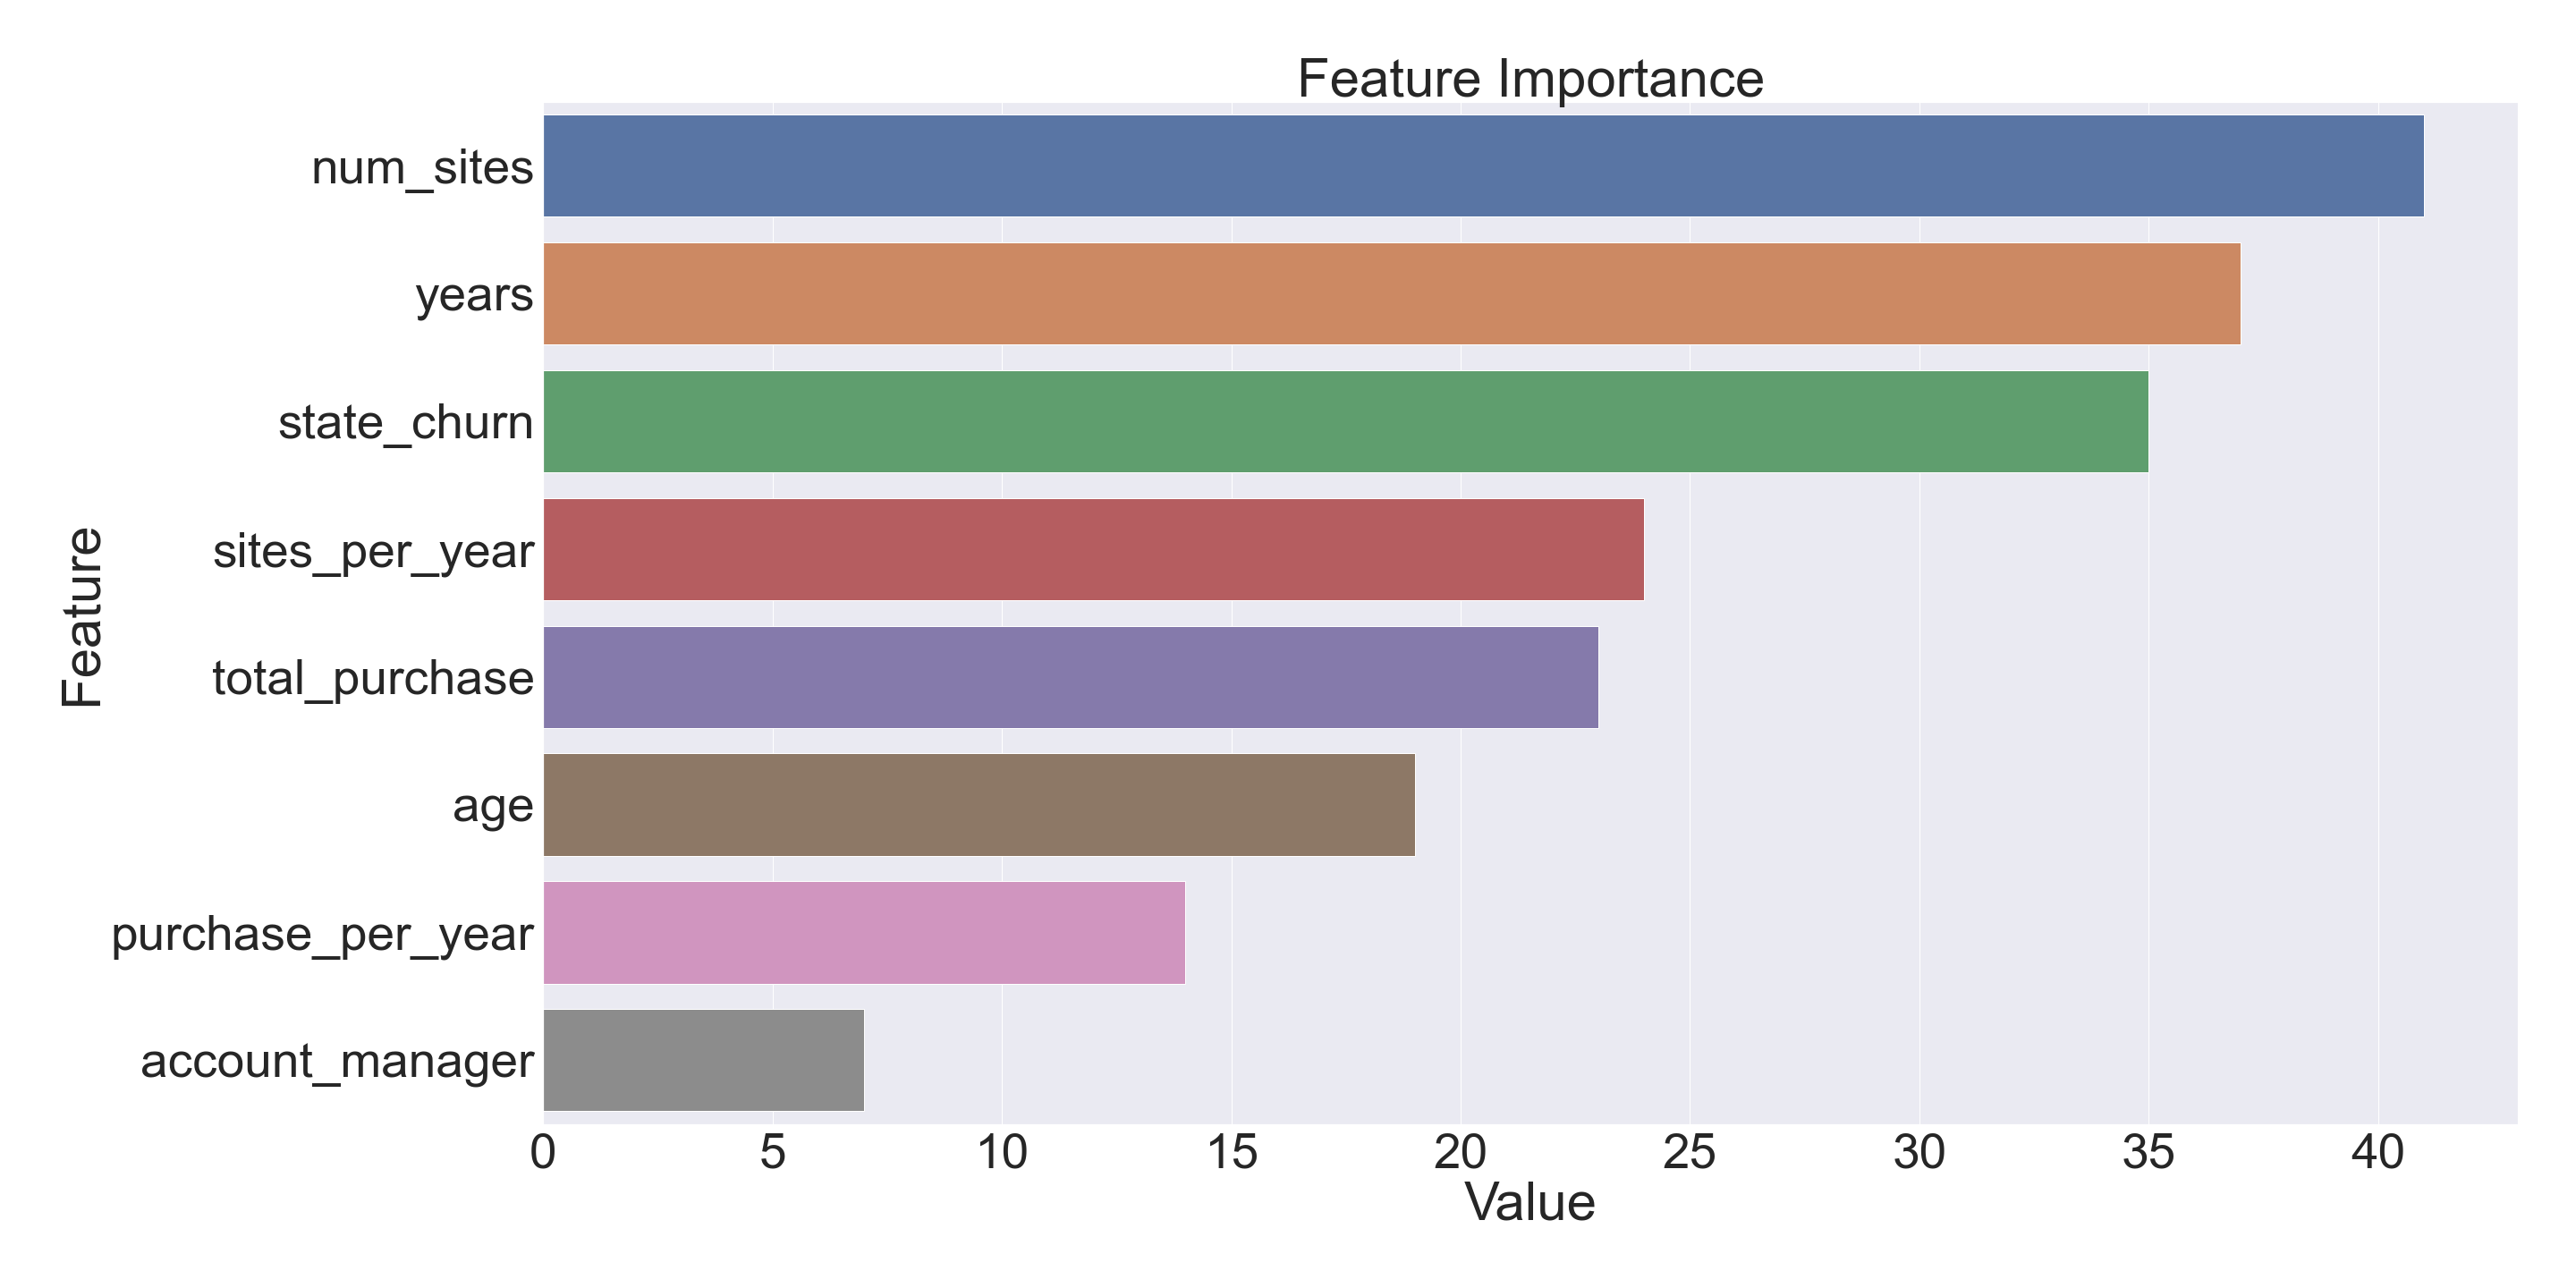 Feature Importance
num_sites
years
state_churn
sites_per_year
total_purchase
age
purchase_per_year
account_manager
Feature
0 5 10 15 20 25 30 35 40
Value